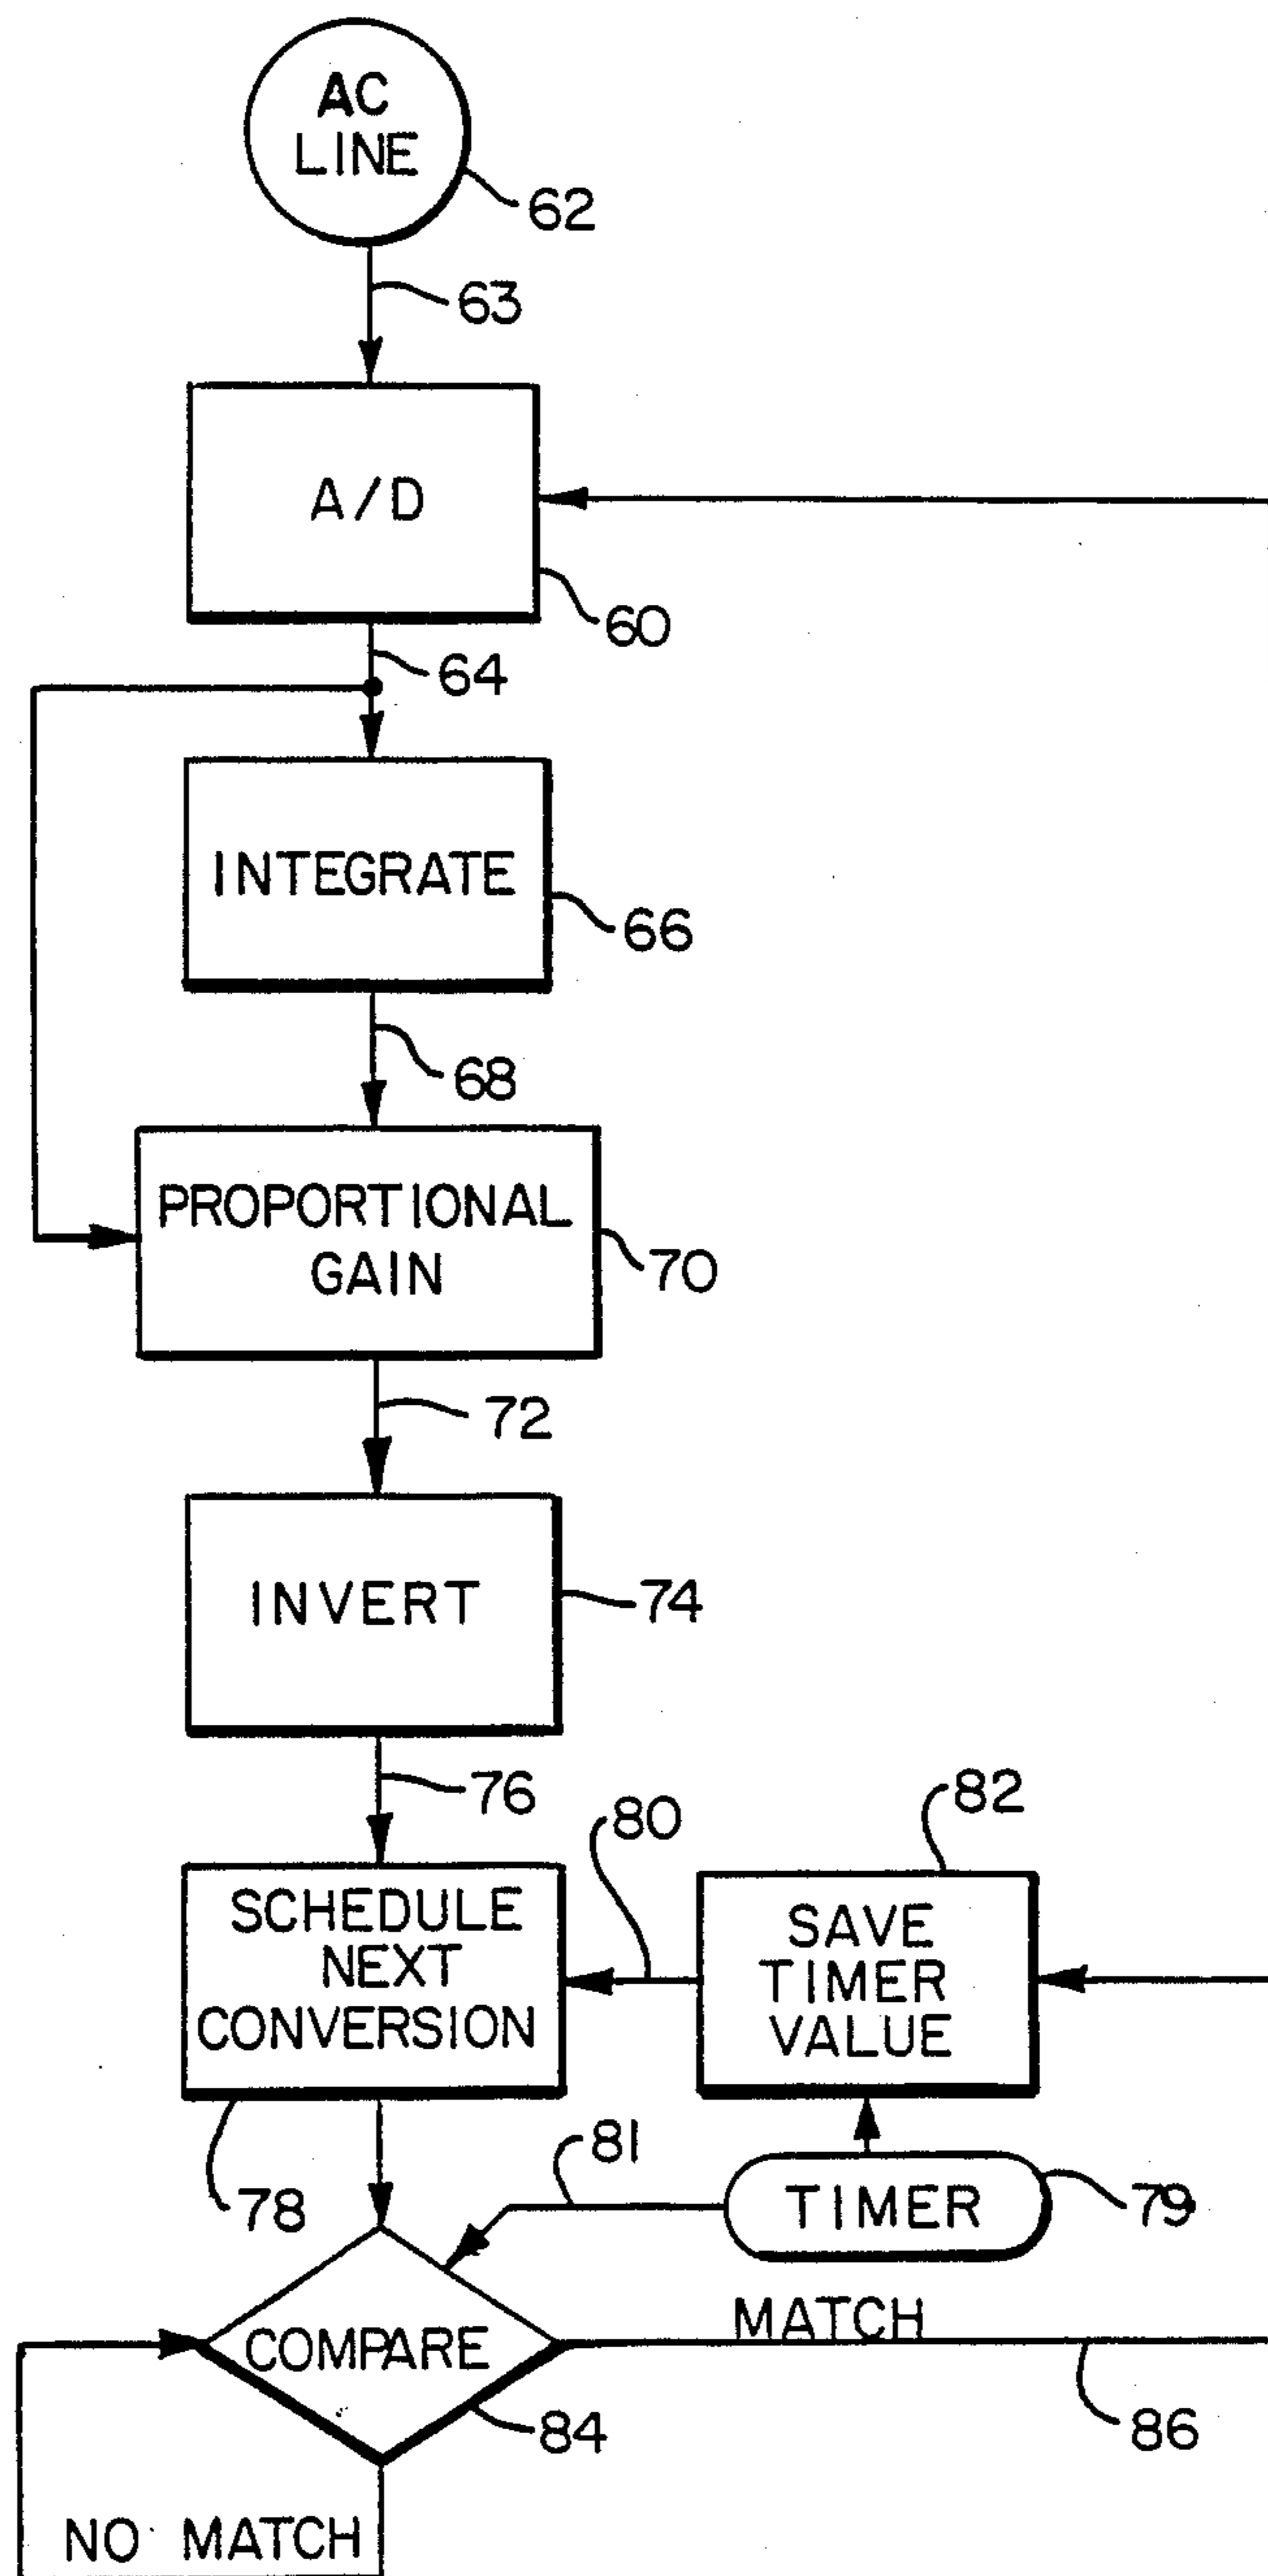 AC
LINE
62
63
A/D
60
64
INTEGRATE
66
68
PROPORTIONAL
GAIN
70
72
INVERT
74
76
80
82
SCHEDULE
NEXT
CONVERSION
SAVE
TIMER
VALUE
81
78
TIMER
79
MATCH
COMPARE
84
86
NO MATCH